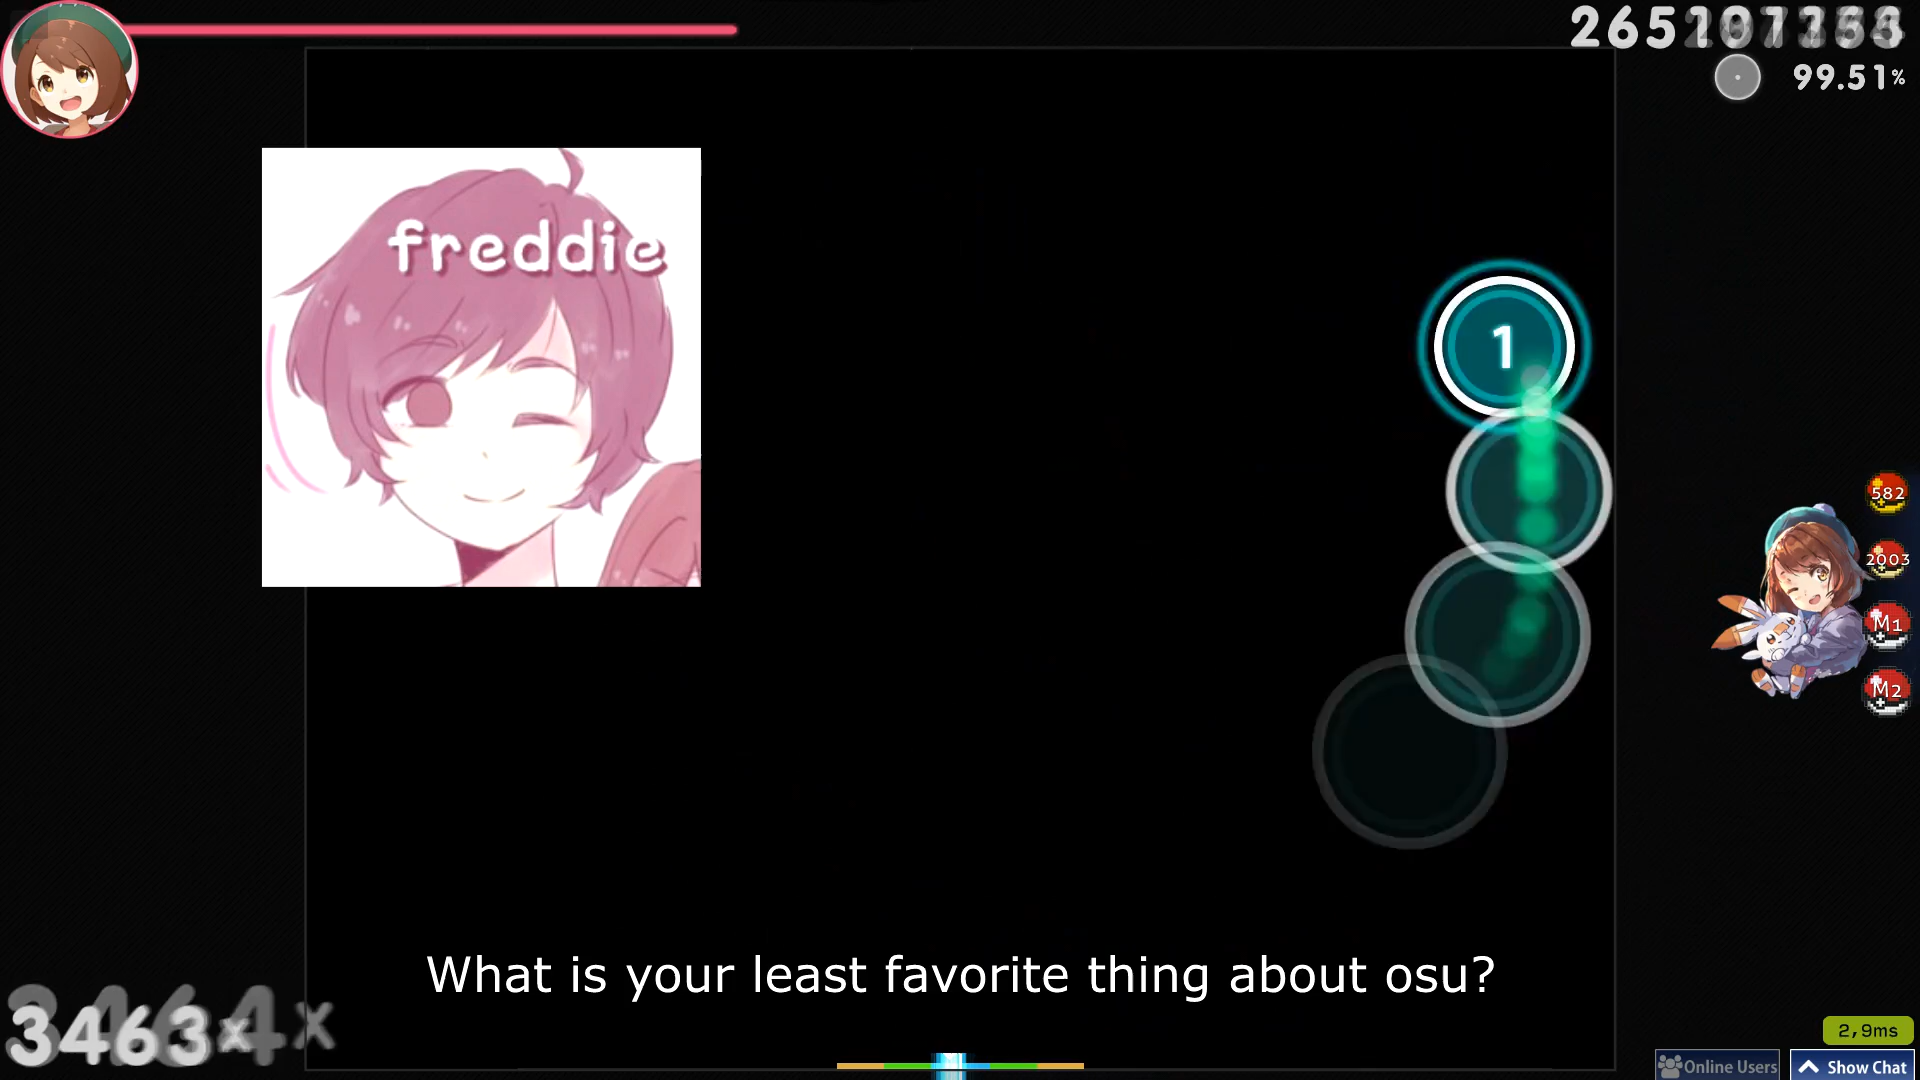 99.51%
freddie
1
582
2003
M1
M2
What is your least favorite thing about osu?
3463x
2,9ms
Online Users
Show Chat